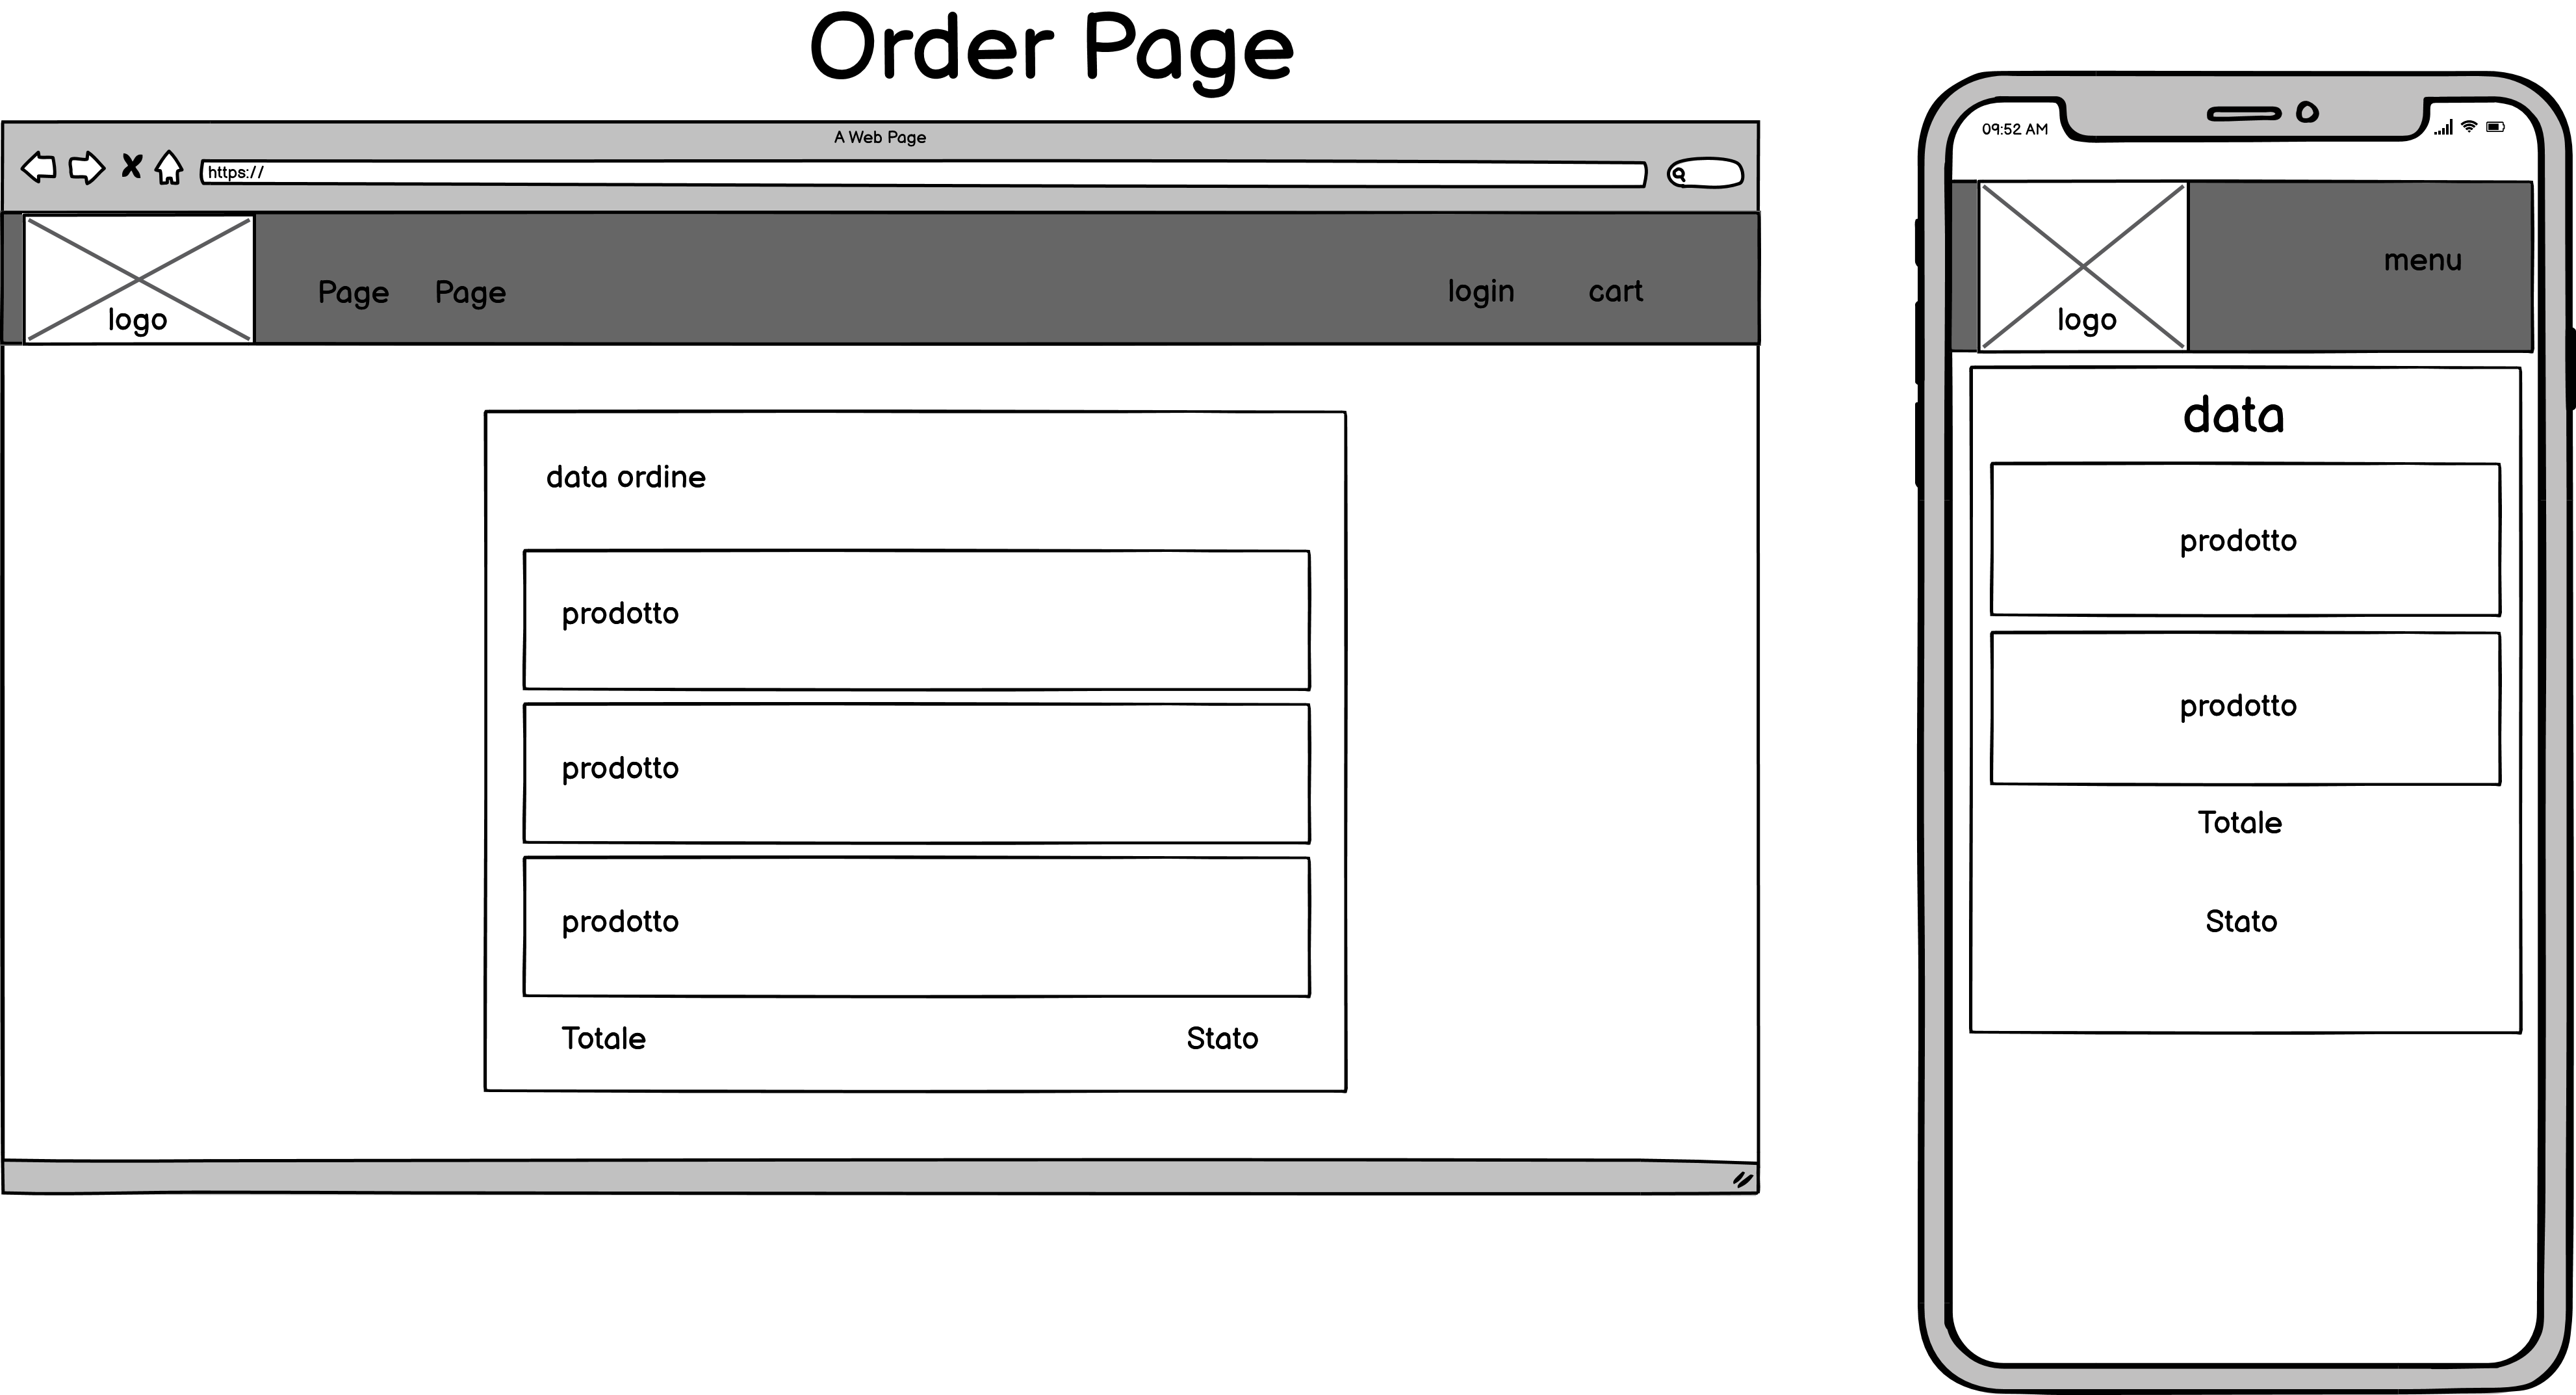 Order Page
A Web Page
https://
logo
Page Page login cart
data ordine
prodotto
prodotto
prodotto
Totale Stato
09:52 AM
logo
menu
data
prodotto
prodotto
Totale
Stato